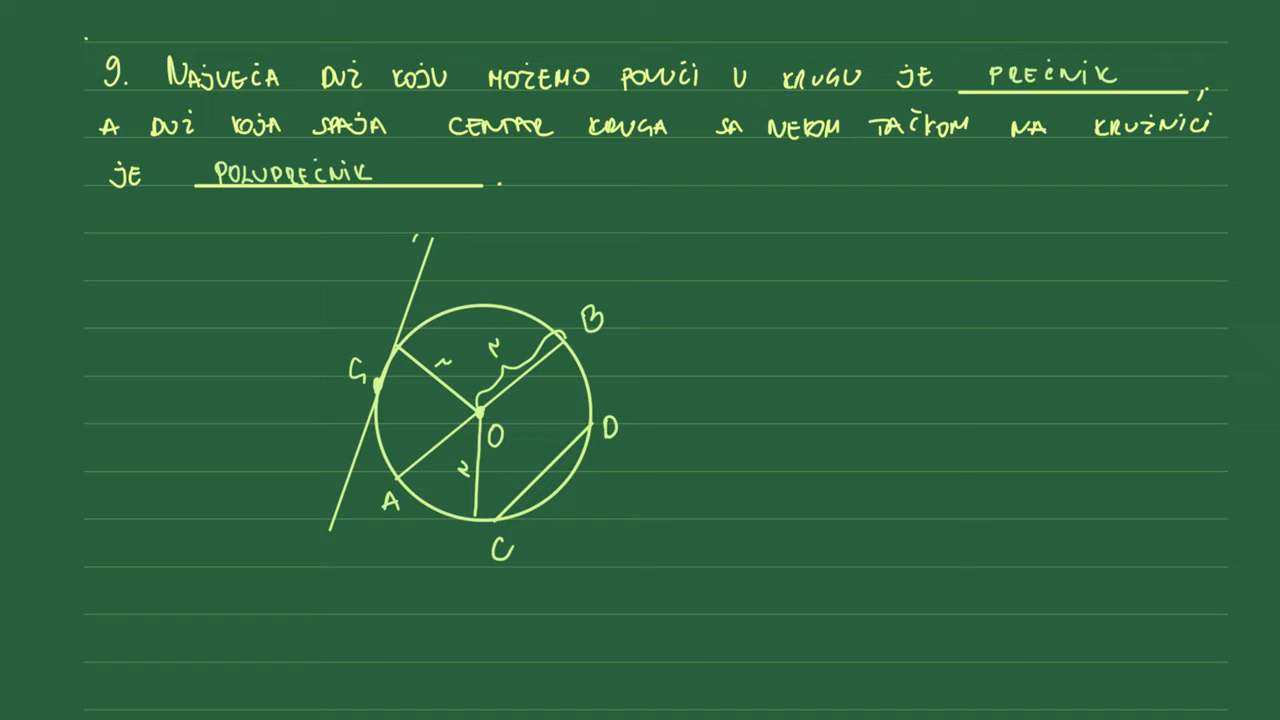 9. NAJVEĆA DUŽ KOJU MOŽEMO POVUĆI U KRUGU JE PREČNIK,
A DUŽ KOJA SPAJA CENTAR KRUGA SA NEKOM TAČKOM NA KRUŽNICI
JE POLUPREČNIK.
B
r
r
G
D
O
r
A
C